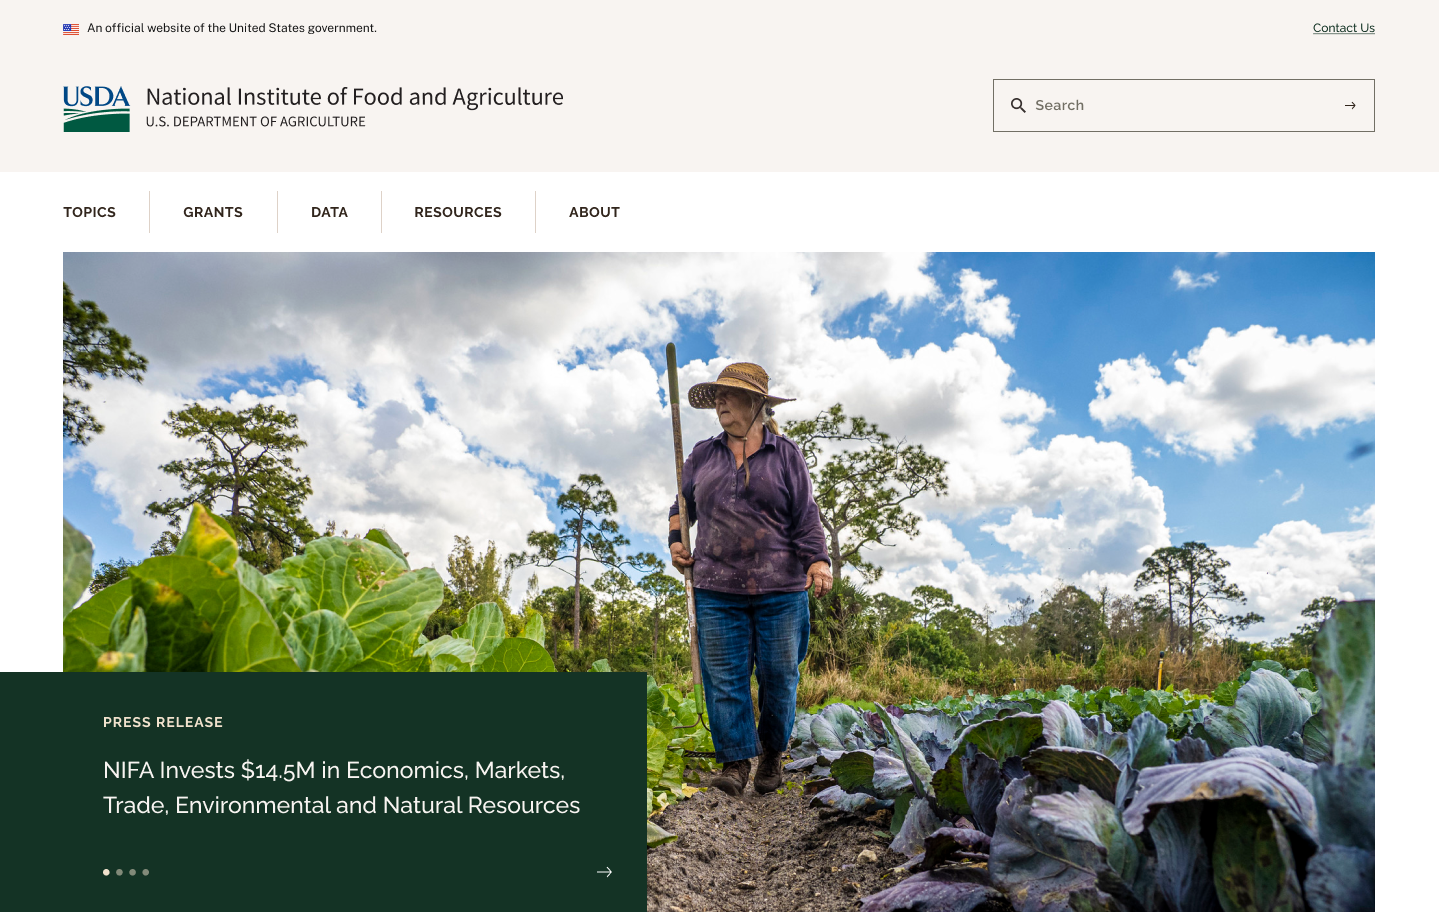 An official website of the United States government.
Contact Us
USDA
National Institute of Food and Agriculture
U.S. DEPARTMENT OF AGRICULTURE
Search
TOPICS
GRANTS
DATA
RESOURCES
ABOUT
PRESS RELEASE
NIFA Invests $14.5M in Economics, Markets,
Trade, Environmental and Natural Resources